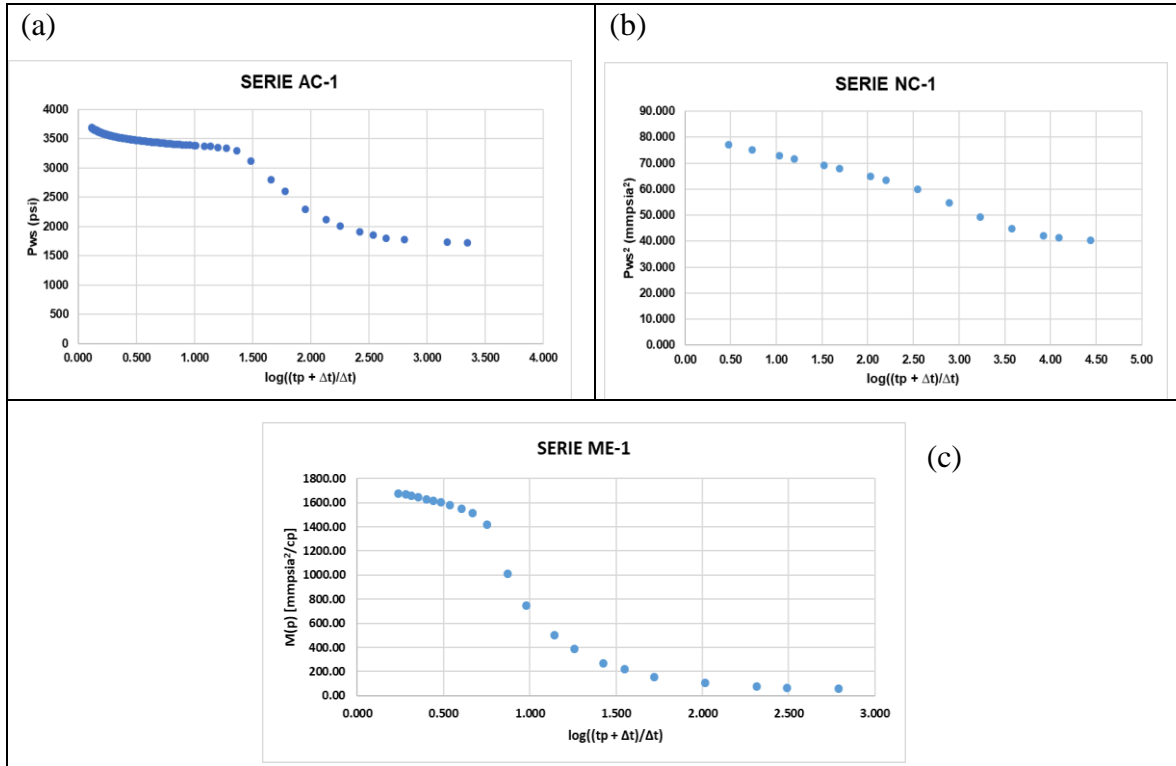 (a)
SERIE AC-1
Pws (psi)
4000
3500
3000
2500
2000
1500
1000
500
0
0.000 0.500 1.000 1.500 2.000 2.500 3.000 3.500 4.000
log((tp + Δt)/Δt)
(b)
SERIE NC-1
Pws² (mmpsia²)
90.000
80.000
70.000
60.000
50.000
40.000
30.000
20.000
10.000
0.000
0.00 0.50 1.00 1.50 2.00 2.50 3.00 3.50 4.00 4.50 5.00
log((tp + Δt)/Δt)
(c)
SERIE ME-1
M(p) [mmpsia²/cp]
1800.00
1600.00
1400.00
1200.00
1000.00
800.00
600.00
400.00
200.00
0.00
0.000 0.500 1.000 1.500 2.000 2.500 3.000
log((tp + Δt)/Δt)